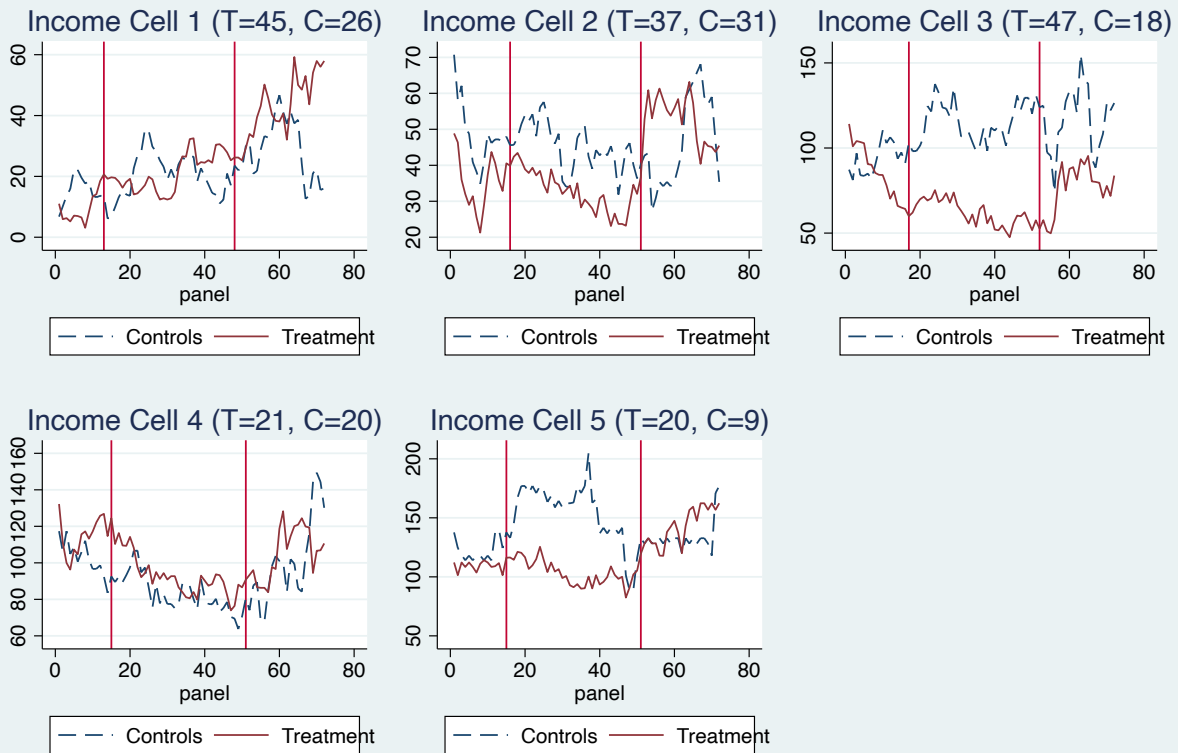 Income Cell 1 (T=45, C=26)
60
40
20
0
0 20 40 60 80
panel
Controls Treatment
Income Cell 2 (T=37, C=31)
70
60
50
40
30
20
0 20 40 60 80
panel
Controls Treatment
Income Cell 3 (T=47, C=18)
150
100
50
0 20 40 60 80
panel
Controls Treatment
Income Cell 4 (T=21, C=20)
160
140
120
100
80
60
0 20 40 60 80
panel
Controls Treatment
Income Cell 5 (T=20, C=9)
200
150
100
50
0 20 40 60 80
panel
Controls Treatment